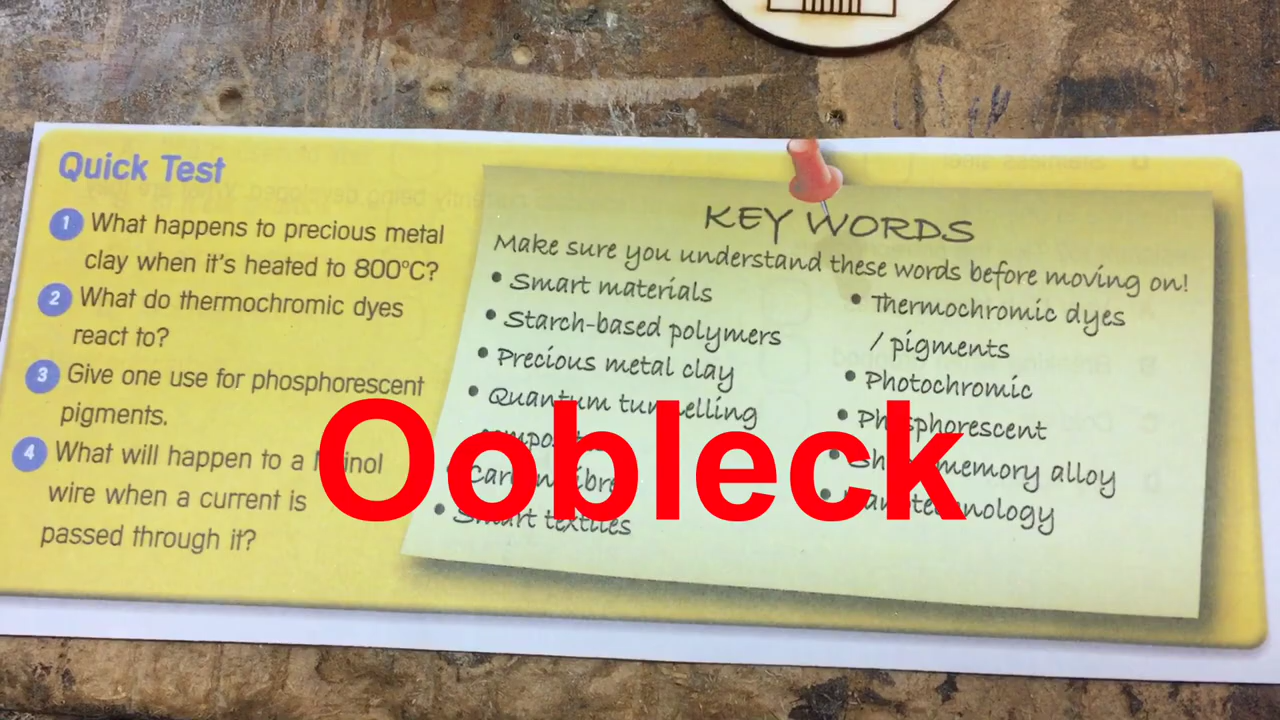 Quick Test
1 What happens to precious metal
clay when it's heated to 800°C?
2 What do thermochromic dyes
react to?
3 Give one use for phosphorescent
pigments.
4 What will happen to a
wire when a current is
passed through it?
KEY WORDS
Make sure you understand these words before moving on!
• Smart materials
• Starch-based polymers
• Precious metal clay
• Quantum tunnelling
• Smart textiles
• Thermochromic dyes
/ pigments
• Photochromic
• Phosphorescent
• memory alloy
Oobleck